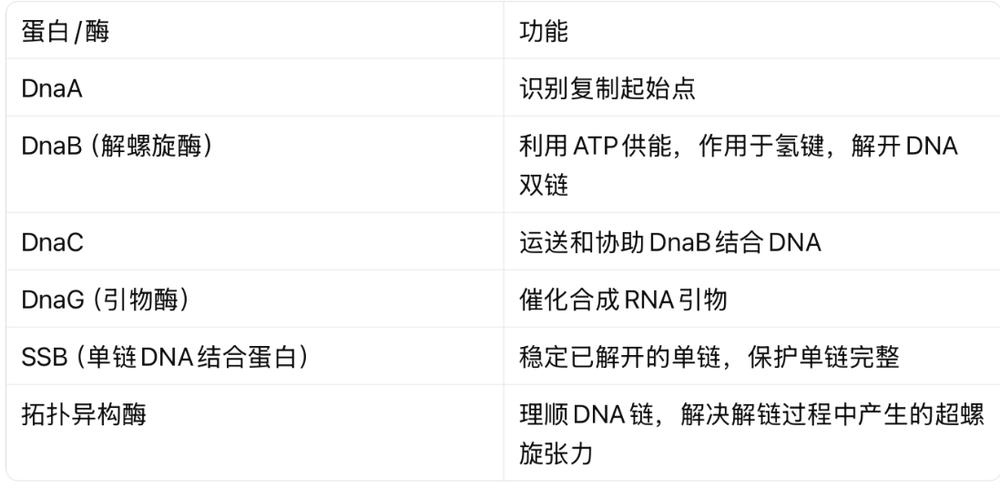 蛋白/酶
功能
DnaA
识别复制起始点
DnaB（解螺旋酶）
利用ATP供能，作用于氢键，解开DNA
双链
DnaC
运送和协助DnaB结合DNA
DnaG（引物酶）
催化合成RNA引物
SSB（单链DNA结合蛋白）
稳定已解开的单链，保护单链完整
拓扑异构酶
理顺DNA链，解决解链过程中产生的超螺
旋张力